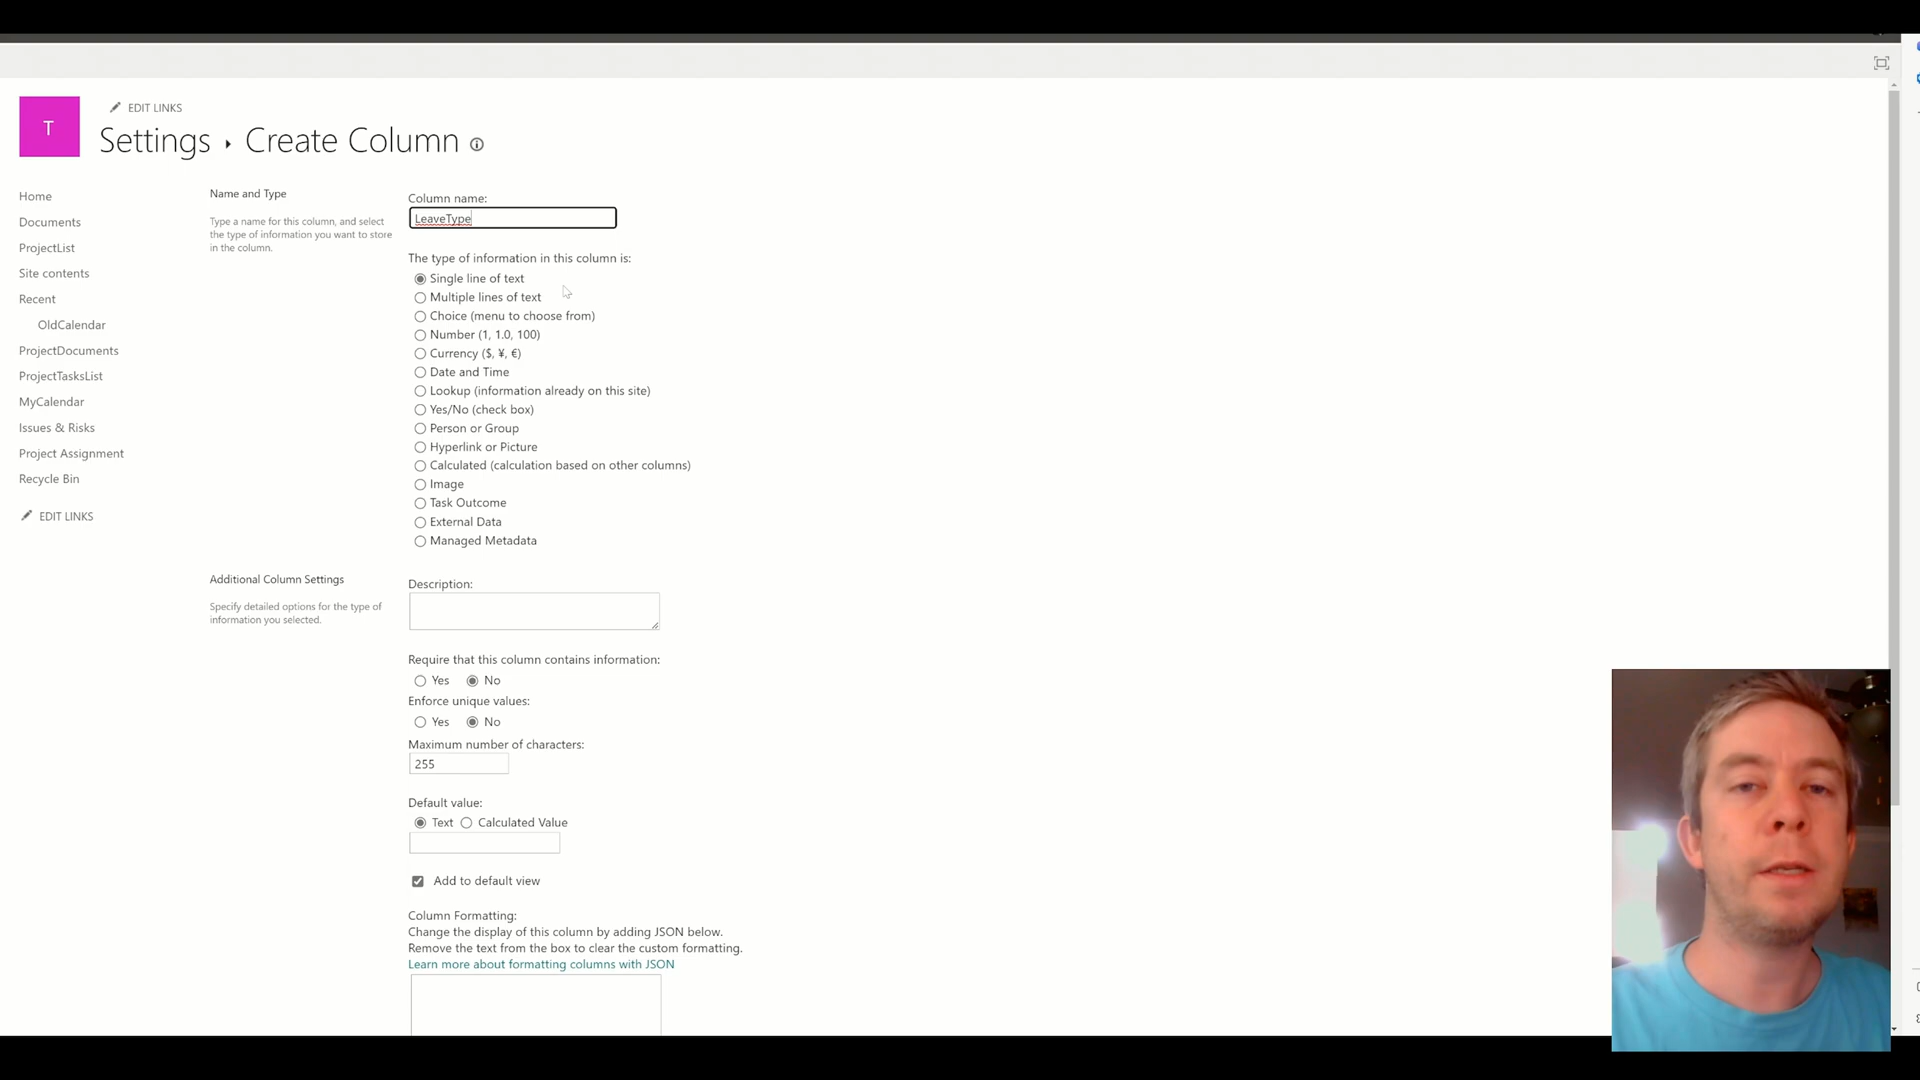 T
EDIT LINKS
Settings ▸ Create Column
Home
Documents
ProjectList
Site contents
Recent
OldCalendar
ProjectDocuments
ProjectTasksList
MyCalendar
Issues & Risks
Project Assignment
Recycle Bin
EDIT LINKS
Name and Type
Type a name for this column, and select
the type of information you want to store
in the column.
Column name:
LeaveType
The type of information in this column is:
Single line of text
Multiple lines of text
Choice (menu to choose from)
Number (1, 1.0, 100)
Currency ($, ¥, €)
Date and Time
Lookup (information already on this site)
Yes/No (check box)
Person or Group
Hyperlink or Picture
Calculated (calculation based on other columns)
Image
Task Outcome
External Data
Managed Metadata
Additional Column Settings
Specify detailed options for the type of
information you selected.
Description:
Require that this column contains information:
Yes No
Enforce unique values:
Yes No
Maximum number of characters:
255
Default value:
Text Calculated Value
Add to default view
Column Formatting:
Change the display of this column by adding JSON below.
Remove the text from the box to clear the custom formatting.
Learn more about formatting columns with JSON